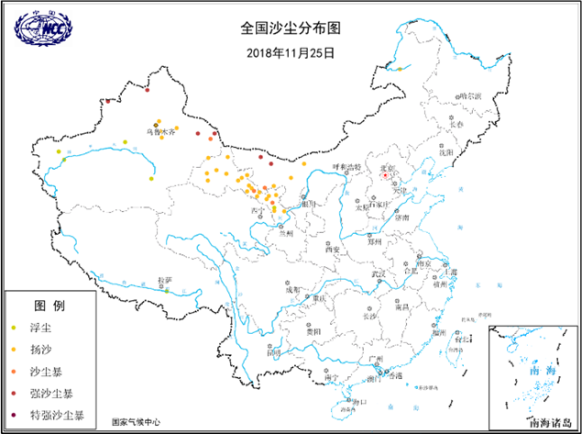 中国
NCC
全国沙尘分布图
2018年11月25日
哈尔滨
长春
乌鲁木齐
沈阳
呼和浩特
北京
天津
银川
太原
石家庄
西宁
济南
兰州
郑州
西安
南京
合肥
上海
拉萨
成都
武汉
杭州
重庆
南昌
长沙
贵阳
福州
台北
昆明
广州
南宁
澳门
香港
海口
图例
浮尘
扬沙
沙尘暴
强沙尘暴
特强沙尘暴
国家气候中心
南海
南海诸岛